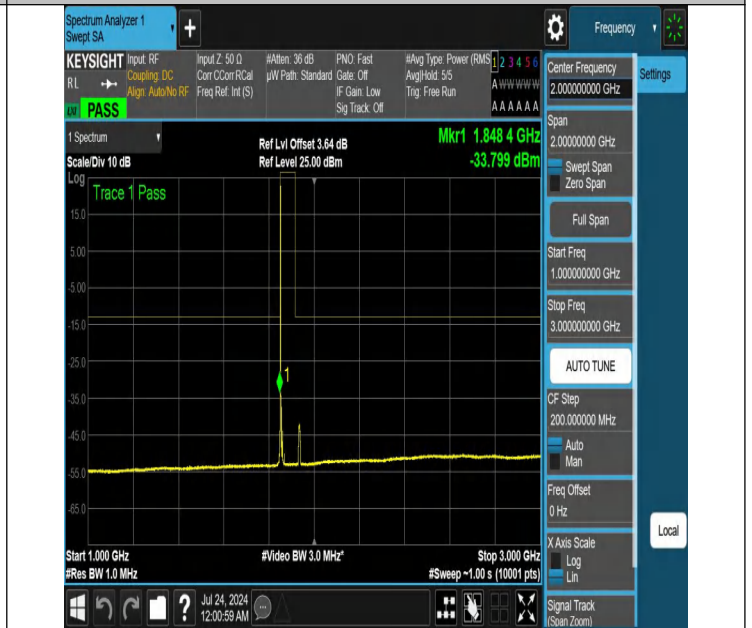 Spectrum Analyzer 1
Swept SA
Frequency
KEYSIGHT
RL
LXI
PASS
Input: RF
Coupling: DC
Align: Auto/No RF
Input Z: 50 Ω
Corr CCorr RCal
Freq Ref: Int (S)
#Atten: 36 dB
µW Path: Standard
PNO: Fast
Gate: Off
IF Gain: Low
Sig Track: Off
#Avg Type: Power (RMS
Avg|Hold: 5/5
Trig: Free Run
1 2 3 4 5 6
A W W W W W
A A A A A A
Center Frequency
2.000000000 GHz
Settings
Span
2.00000000 GHz
Swept Span
Zero Span
Full Span
Start Freq
1.000000000 GHz
Stop Freq
3.000000000 GHz
AUTO TUNE
CF Step
200.000000 MHz
Auto
Man
Freq Offset
0 Hz
X Axis Scale
Log
Lin
Local
Signal Track
(Span Zoom)
1 Spectrum
Scale/Div 10 dB
Ref Lvl Offset 3.64 dB
Ref Level 25.00 dBm
Mkr1 1.848 4 GHz
-33.799 dBm
Log
Trace 1 Pass
15.0
5.00
-5.00
-15.0
-25.0
-35.0
-45.0
-55.0
-65.0
1
Start 1.000 GHz
#Video BW 3.0 MHz*
Stop 3.000 GHz
#Res BW 1.0 MHz
#Sweep ~1.00 s (10001 pts)
?
Jul 24, 2024
12:00:59 AM